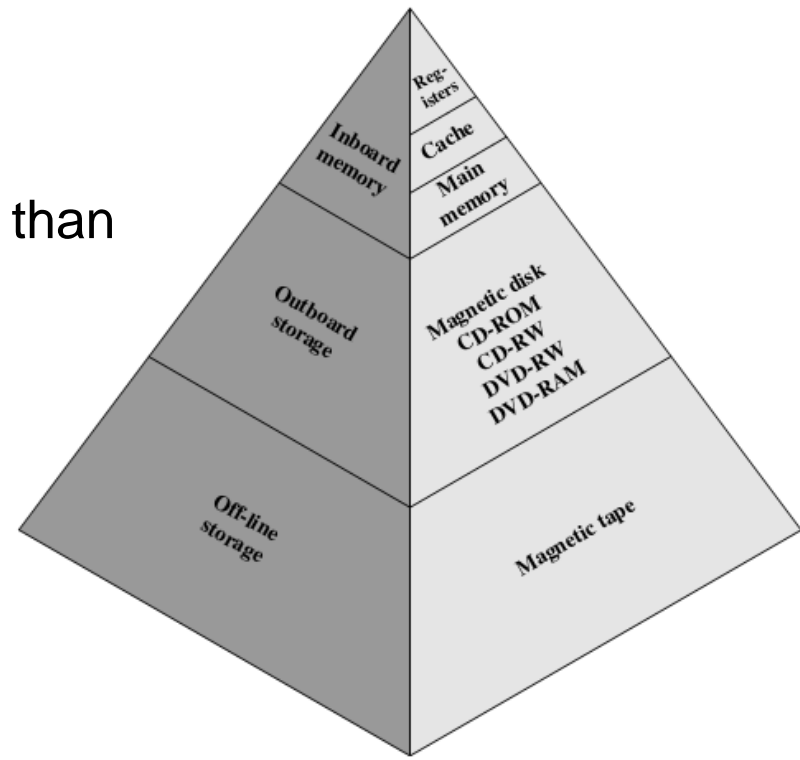 Reg-
isters
Cache
Inboard
memory
Main
memory
than
Magnetic disk
CD-ROM
CD-RW
DVD-RW
DVD-RAM
Outboard
storage
Off-line
storage
Magnetic tape